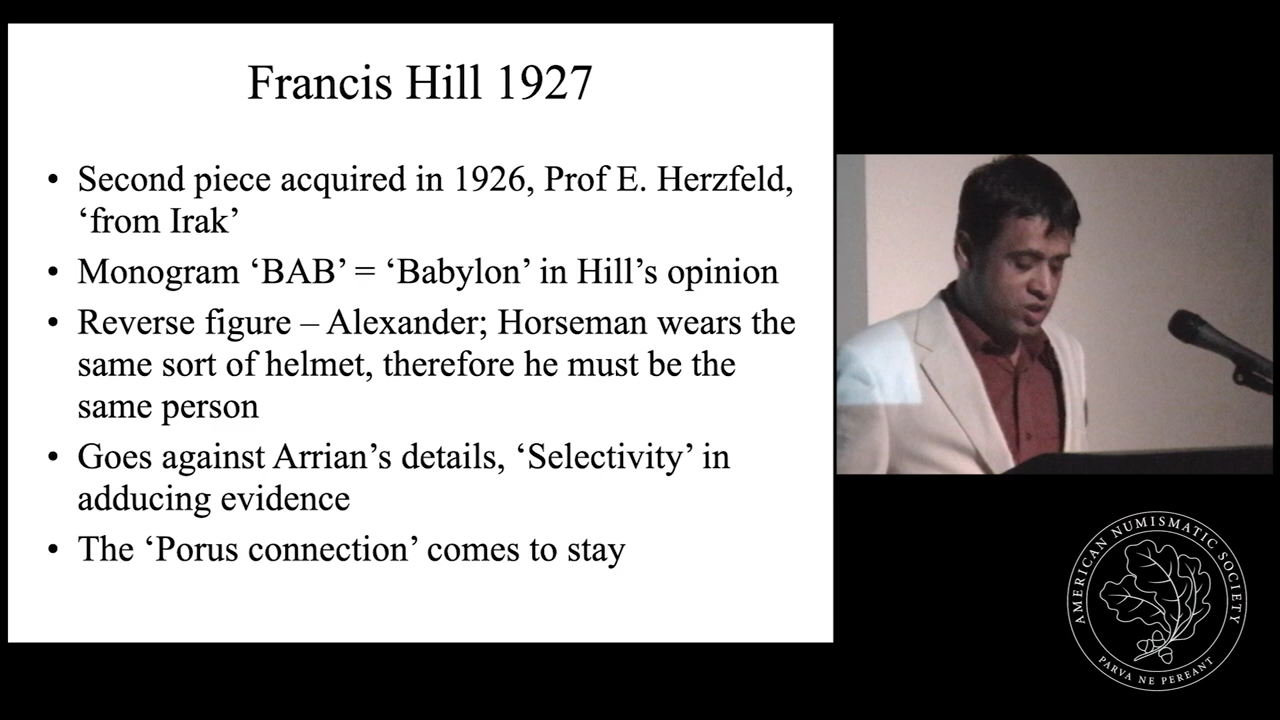 Francis Hill 1927
• Second piece acquired in 1926, Prof E. Herzfeld,
‘from Irak’
• Monogram ‘BAB’ = ‘Babylon’ in Hill’s opinion
• Reverse figure – Alexander; Horseman wears the
same sort of helmet, therefore he must be the
same person
• Goes against Arrian’s details, ‘Selectivity’ in
adducing evidence
• The ‘Porus connection’ comes to stay
AMERICAN NUMISMATIC SOCIETY
PARVA NE PEREANT